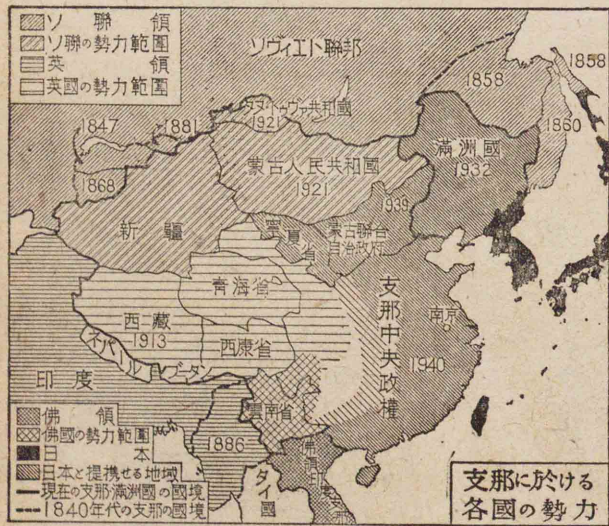 ソ聯領
ソ聯の勢力範圍
英領
英國の勢力範圍
ソヴィエト聯邦
1858
1858
1860
タヌ・トゥヴァ共和國
1921
1847
1881
1868
蒙古人民共和國
1921
滿洲國
1932
1939
新疆
寧夏省
蒙古聯合
自治政府
靑海省
西藏
1913
西康省
支那中央政權
南京
1940
ネパール
ブータン
印度
雲南省
1886
タイ國
佛領印度支那
佛領
佛國の勢力範圍
日本
日本と提携せる地域
現在の支那・滿洲國の國境
1840年代の支那の國境
支那に於ける
各國の勢力